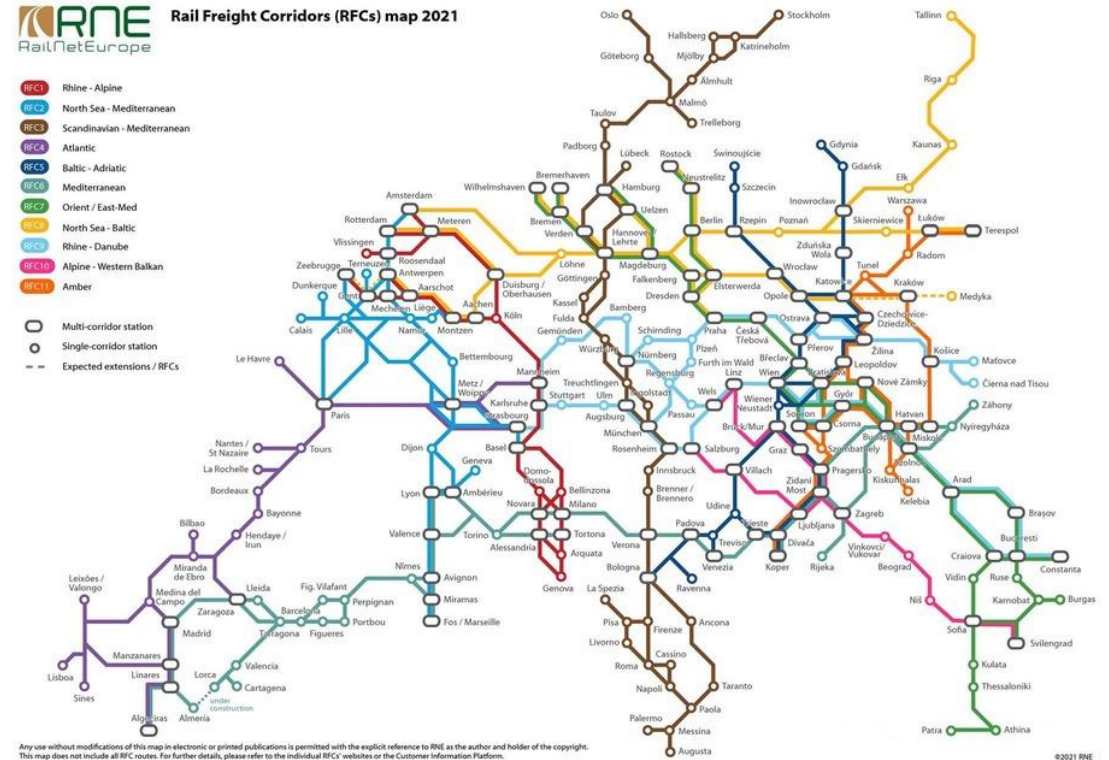 RNE
RailNetEurope
Rail Freight Corridors (RFCs) map 2021
RFC1 Rhine - Alpine
RFC2 North Sea - Mediterranean
RFC3 Scandinavian - Mediterranean
RFC4 Atlantic
RFC5 Baltic - Adriatic
RFC6 Mediterranean
RFC7 Orient / East-Med
RFC8 North Sea - Baltic
RFC9 Rhine - Danube
RFC10 Alpine - Western Balkan
RFC11 Amber
Multi-corridor station
Single-corridor station
Expected extensions / RFCs
Oslo
Stockholm
Tallinn
Hallsberg
Katrineholm
Göteborg
Mjölby
Älmhult
Riga
Malmö
Taulov
Trelleborg
Padborg
Lübeck
Rostock
Świnoujście
Gdynia
Kaunas
Gdańsk
Bremerhaven
Wilhelmshaven
Hamburg
Neustrelitz
Szczecin
Ełk
Amsterdam
Uelzen
Inowrocław
Warszawa
Rotterdam
Meteren
Bremen
Verden
Hannover/
Lehrte
Berlin
Rzepin
Poznań
Skierniewice
Łuków
Terespol
Vlissingen
Roosendaal
Zduńska
Wola
Radom
Zeebrugge
Terneuzen
Antwerpen
Löhne
Magdeburg
Wrocław
Tunel
Dunkerque
Gent
Aarschot
Duisburg /
Oberhausen
Göttingen
Falkenberg
Elsterwerda
Katowice
Kraków
Mechelen
Liège
Aachen
Kassel
Dresden
Opole
Medyka
Calais
Lille
Namur
Montzen
Köln
Fulda
Bamberg
Ostrava
Czechowice-
Dziedzice
Gemünden
Schirnding
Praha
Česká
Třebová
Přerov
Le Havre
Bettembourg
Würzburg
Nürnberg
Plzeň
Žilina
Košice
Maťovce
Mannheim
Regensburg
Furth im Wald
Břeclav
Leopoldov
Metz /
Woippy
Treuchtlingen
Ingolstadt
Linz
Wien
Bratislava
Nové Zámky
Čierna nad Tisou
Paris
Karlsruhe
Stuttgart
Ulm
Wels
Wiener
Neustadt
Győr
Strasbourg
Augsburg
Passau
Sopron
Csorna
Hatvan
Záhony
Nyíregyháza
Nantes /
St Nazaire
Tours
Dijon
Basel
München
Bruck/Mur
Budapest
Miskolc
Rosenheim
Salzburg
Graz
Szombathely
Szolnok
La Rochelle
Geneva
Domo-
dossola
Innsbruck
Villach
Pragersko
Kiskunhalas
Bordeaux
Lyon
Ambérieu
Bellinzona
Brenner /
Brennero
Zidani
Most
Kelebia
Arad
Novara
Milano
Bayonne
Udine
Zagreb
Brașov
Bilbao
Hendaye /
Irun
Valence
Torino
Tortona
Verona
Padova
Treviso
Trieste
Ljubljana
București
Alessandria
Divača
Vinkovci/
Vukovar
Miranda
de Ebro
Nîmes
Avignon
Arquata
Bologna
Venezia
Koper
Rijeka
Beograd
Craiova
Constanta
Leixões /
Valongo
Medina del
Campo
Lleida
Fig. Vilafant
Genova
La Spezia
Ravenna
Vidin
Ruse
Zaragoza
Barcelona
Perpignan
Miramas
Niš
Karnobat
Burgas
Madrid
Tarragona
Figueres
Portbou
Fos / Marseille
Pisa
Firenze
Ancona
Sofia
Livorno
Svilengrad
Manzanares
Valencia
Roma
Cassino
Kulata
Lisboa
Linares
Lorca
Cartagena
Napoli
Taranto
Thessaloniki
Sines
under
construction
Algeciras
Almería
Paola
Palermo
Messina
Patra
Athina
Augusta
Any use without modifications of this map in electronic or printed publications is permitted with the explicit reference to RNE as the author and holder of the copyright.
This map does not include all RFC routes. For further details, please refer to the individual RFCs' websites or the Customer Information Platform.
©2021 RNE